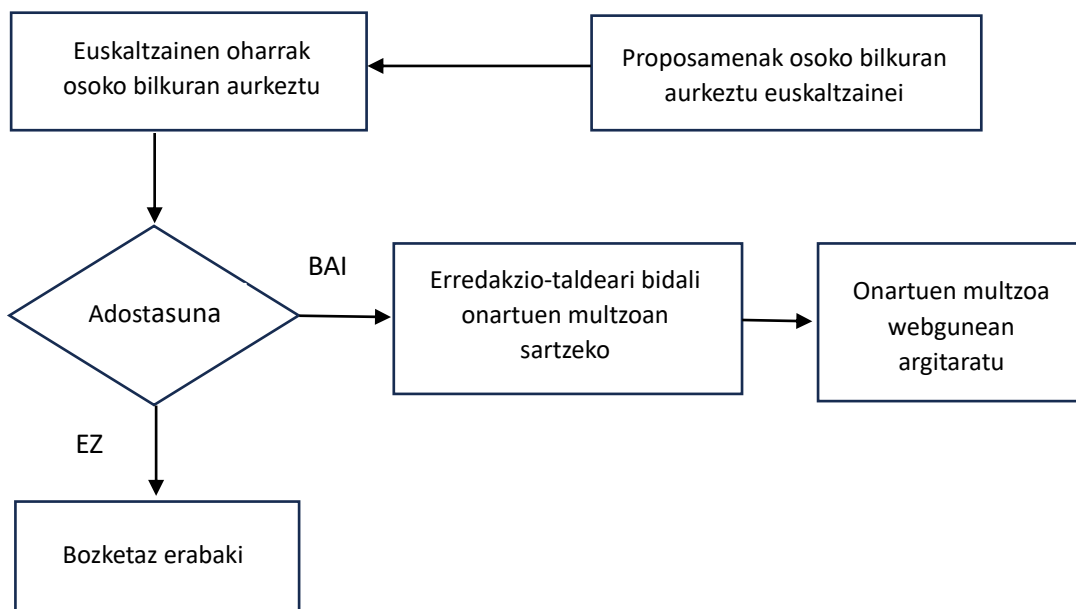 Euskaltzainen oharrak
osoko bilkuran aurkeztu
Proposamenak osoko bilkuran
aurkeztu euskaltzainei
Adostasuna
BAI
Erredakzio-taldeari bidali
onartuen multzoan
sartzeko
Onartuen multzoa
webgunean
argitaratu
EZ
Bozketaz erabaki